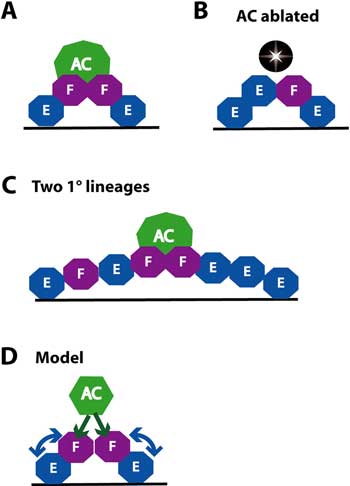 A
AC
F F
E E
B AC ablated
E F
E E
C Two 1° lineages
AC
E F E F F E E E
D Model
AC
F F
E E